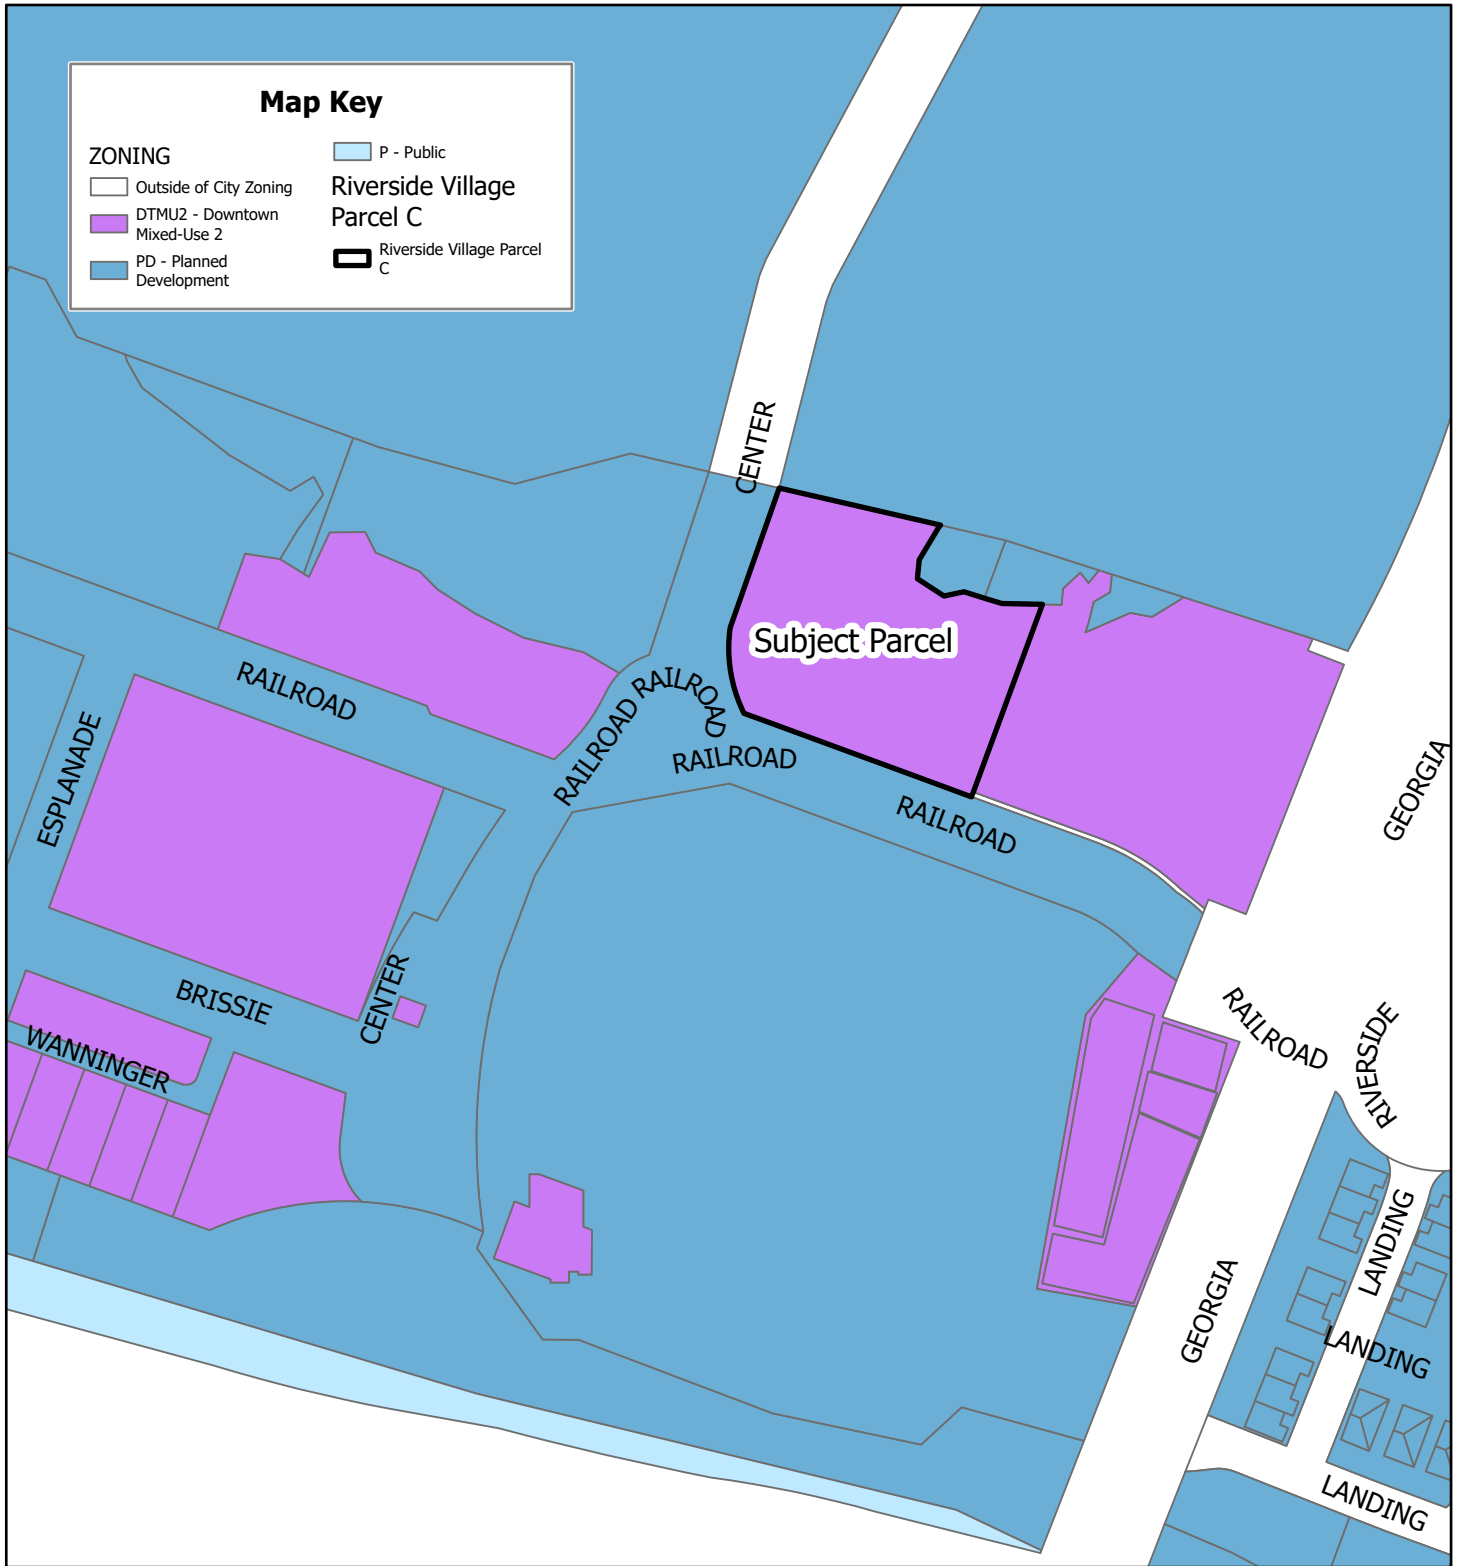 Map Key
ZONING
Outside of City Zoning
DTMU2 - Downtown
Mixed-Use 2
PD - Planned
Development
P - Public
Riverside Village
Parcel C
Riverside Village Parcel
C
CENTER
Subject Parcel
RAILROAD
RAILROAD
RAILROAD
RAILROAD
RAILROAD
ESPLANADE
GEORGIA
BRISSIE
CENTER
WANNINGER
RAILROAD
RIVERSIDE
LANDING
GEORGIA
LANDING
LANDING